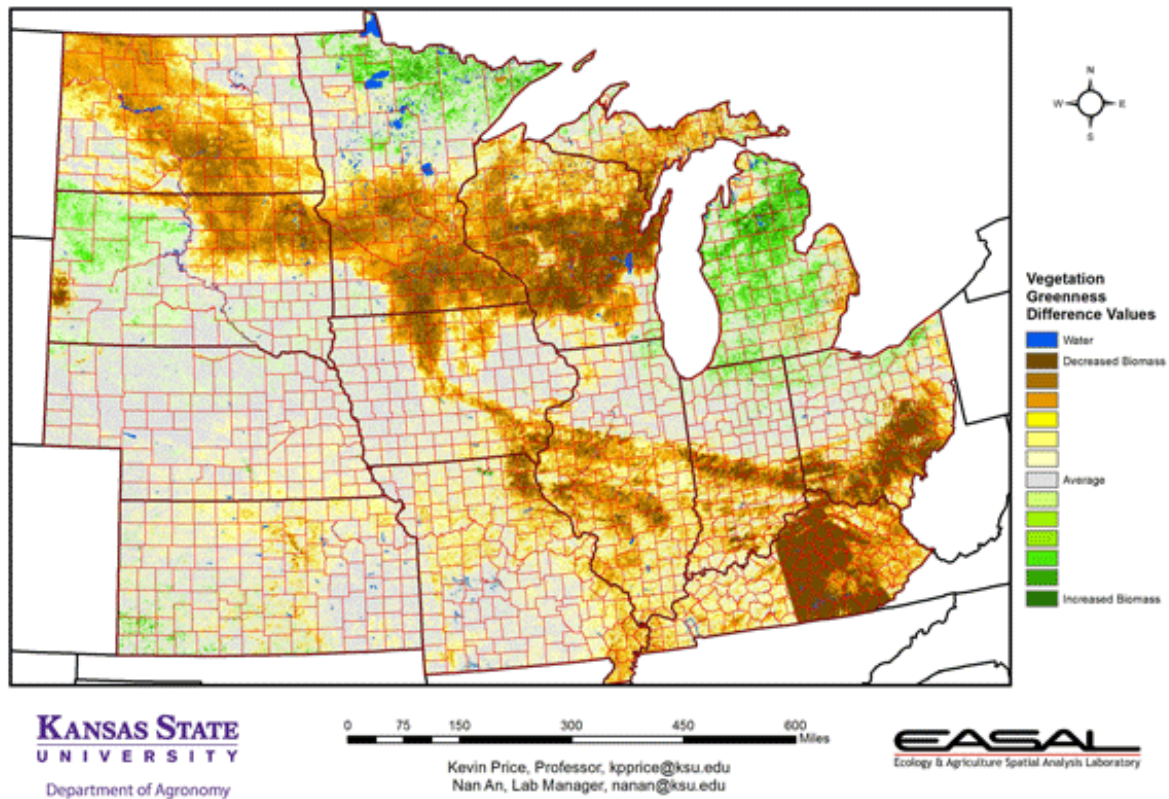 N
W E
S
Vegetation
Greenness
Difference Values
Water
Decreased Biomass
Average
Increased Biomass
KANSAS STATE
UNIVERSITY
Department of Agronomy
0 75 150 300 450 600
Miles
Kevin Price, Professor, kpprice@ksu.edu
Nan An, Lab Manager, nanan@ksu.edu
EASAL
Ecology & Agriculture Spatial Analysis Laboratory